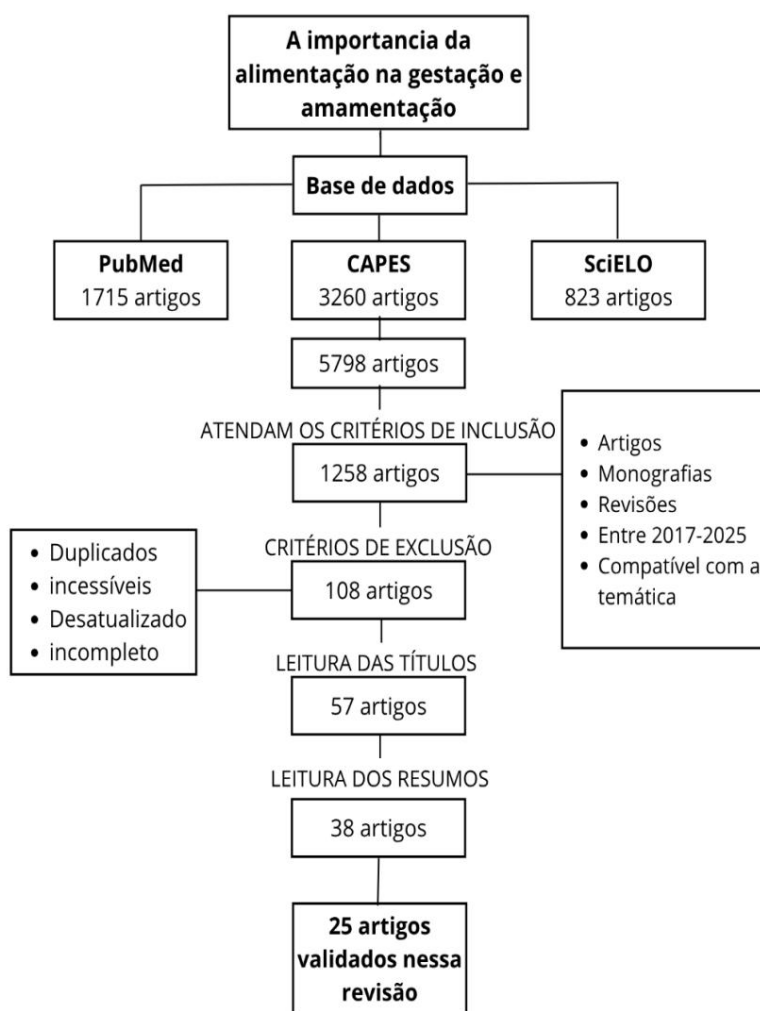 A importancia da
alimentação na gestação e
amamentação
Base de dados
PubMed
1715 artigos
CAPES
3260 artigos
SciELO
823 artigos
5798 artigos
ATENDAM OS CRITÉRIOS DE INCLUSÃO
1258 artigos
• Artigos
• Monografias
• Revisões
• Entre 2017-2025
• Compatível com a
temática
CRITÉRIOS DE EXCLUSÃO
• Duplicados
• incessíveis
• Desatualizado
• incompleto
108 artigos
LEITURA DAS TÍTULOS
57 artigos
LEITURA DOS RESUMOS
38 artigos
25 artigos
validados nessa
revisão